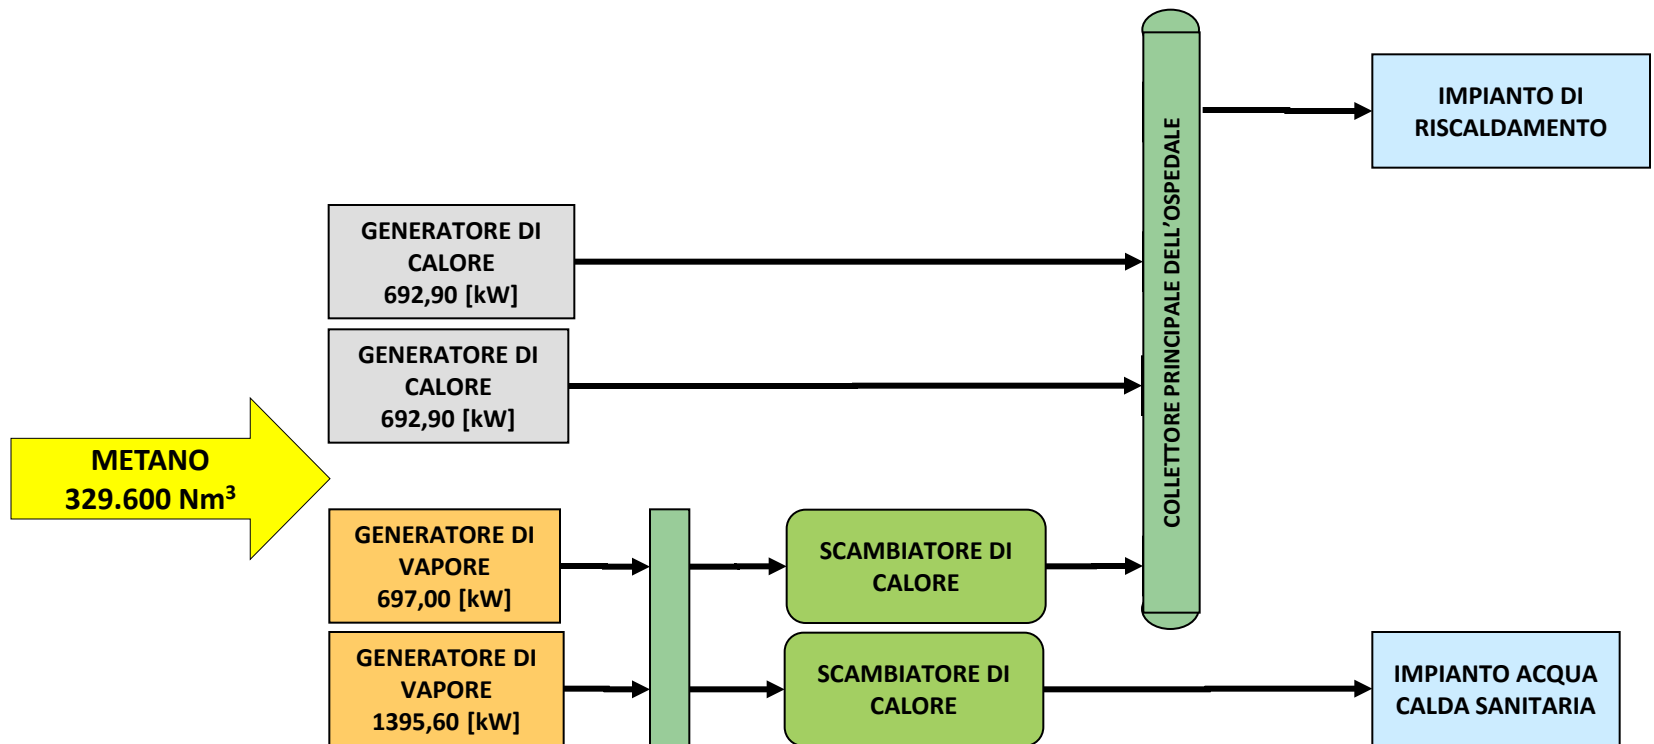 IMPIANTO DI
RISCALDAMENTO
COLLETTORE PRINCIPALE DELL'OSPEDALE
GENERATORE DI
CALORE
692,90 [kW]
GENERATORE DI
CALORE
692,90 [kW]
METANO
329.600 Nm³
GENERATORE DI
VAPORE
697,00 [kW]
SCAMBIATORE DI
CALORE
GENERATORE DI
VAPORE
1395,60 [kW]
SCAMBIATORE DI
CALORE
IMPIANTO ACQUA
CALDA SANITARIA